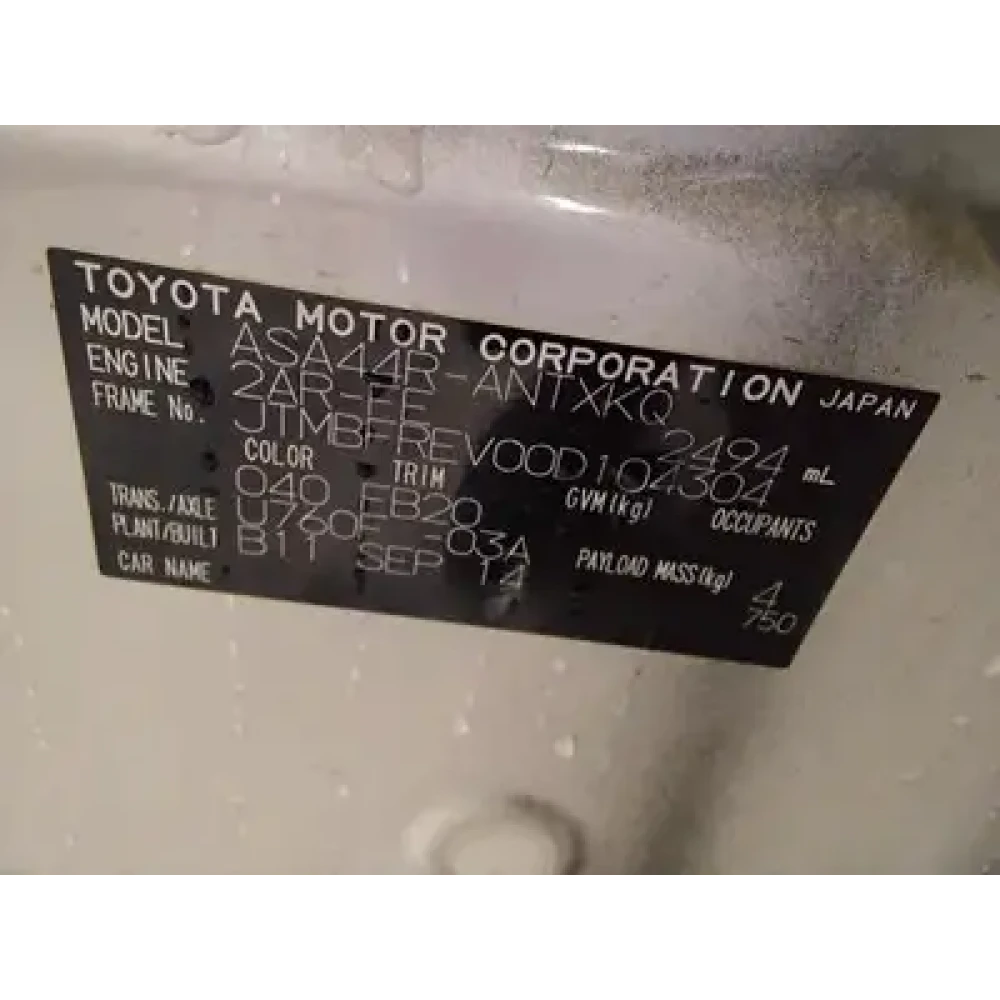 TOYOTA MOTOR CORPORATION JAPAN
MODEL ASA44R-ANTXKQ
ENGINE 2AR-FE 2494 mL
FRAME No. JTMBFREV00D104304
COLOR TRIM GVM(kg) OCCUPANTS
040 FB20
TRANS./AXLE U760F -03A PAYLOAD MASS(kg) 4
PLANT/BUILT B11 SEP 14 750
CAR NAME